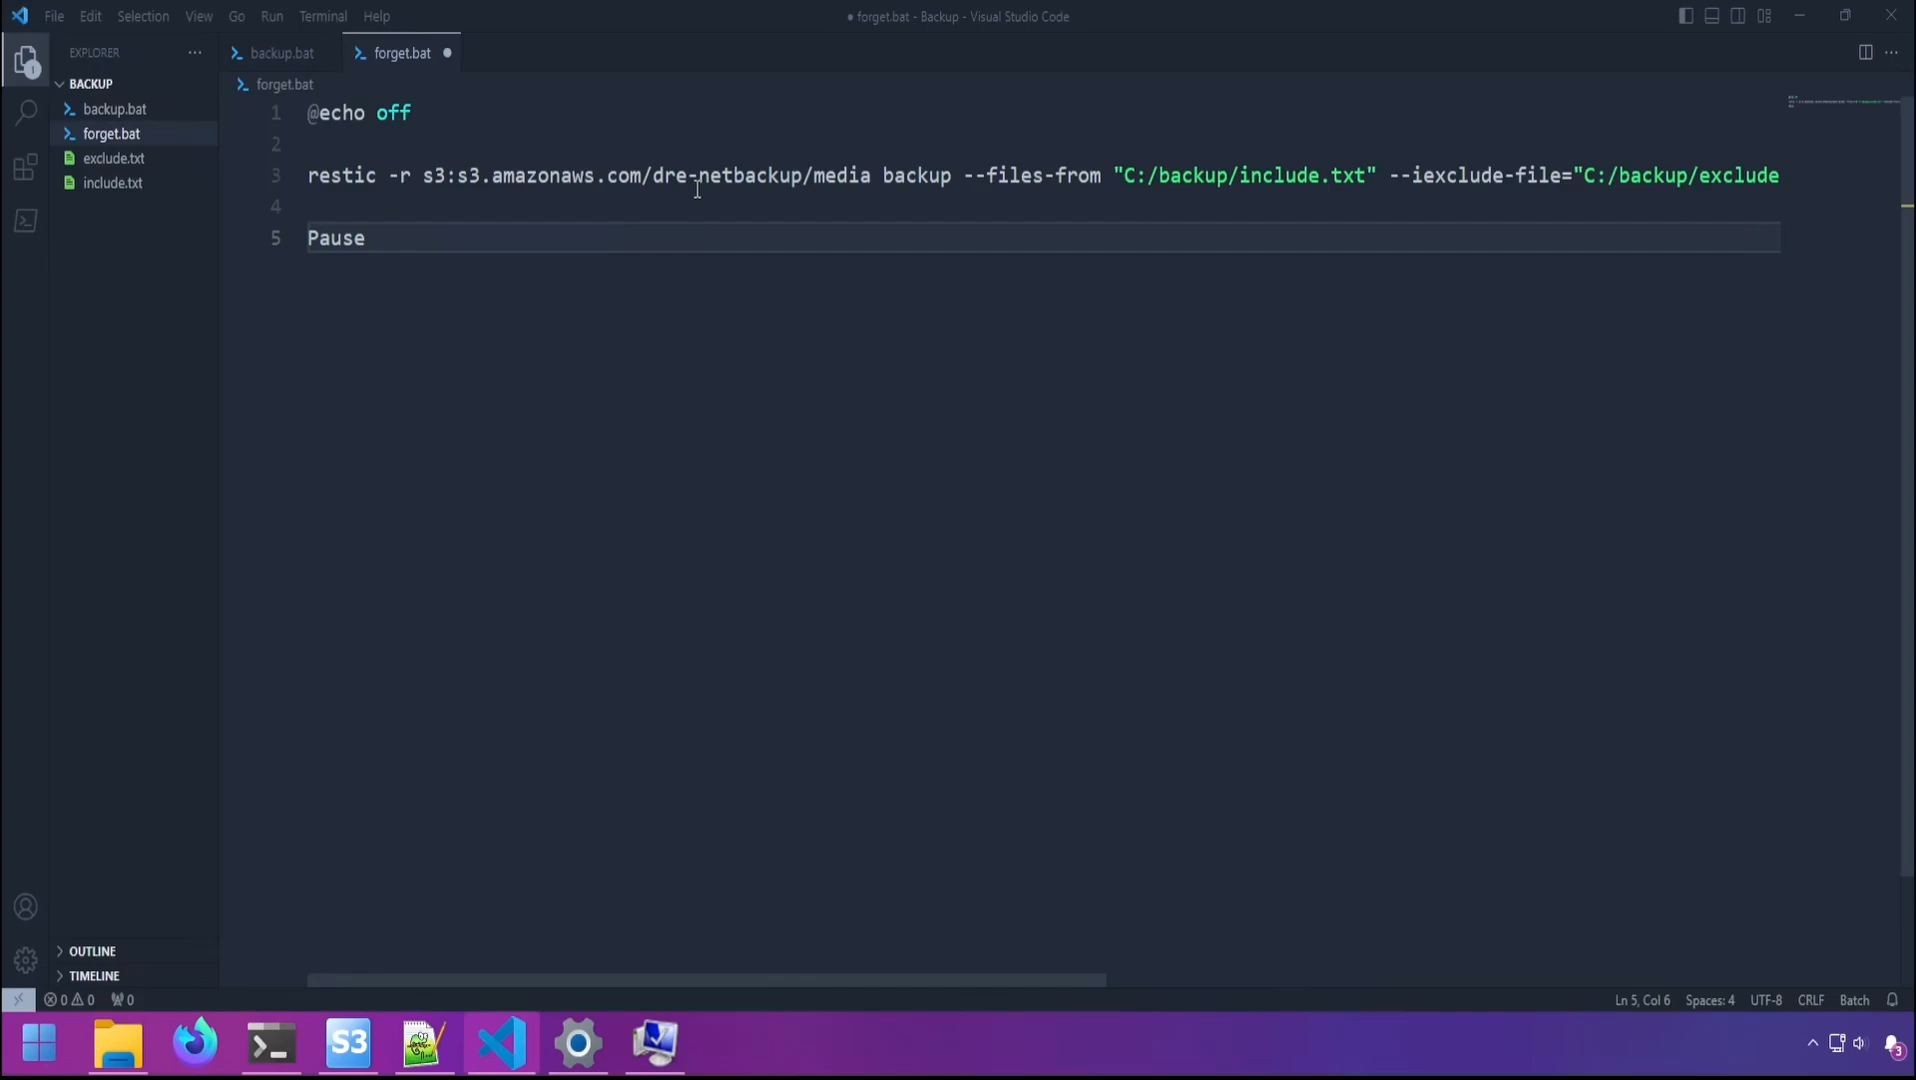 File Edit Selection View Go Run Terminal Help
● forget.bat - Backup - Visual Studio Code
EXPLORER
backup.bat
forget.bat
BACKUP
backup.bat
forget.bat
exclude.txt
include.txt
forget.bat
1 @echo off
2
3 restic -r s3:s3.amazonaws.com/dre-netbackup/media backup --files-from "C:/backup/include.txt" --iexclude-file="C:/backup/exclude
4
5 Pause
OUTLINE
TIMELINE
1
0 0 0
Ln 5, Col 6 Spaces: 4 UTF-8 CRLF Batch
S3
3